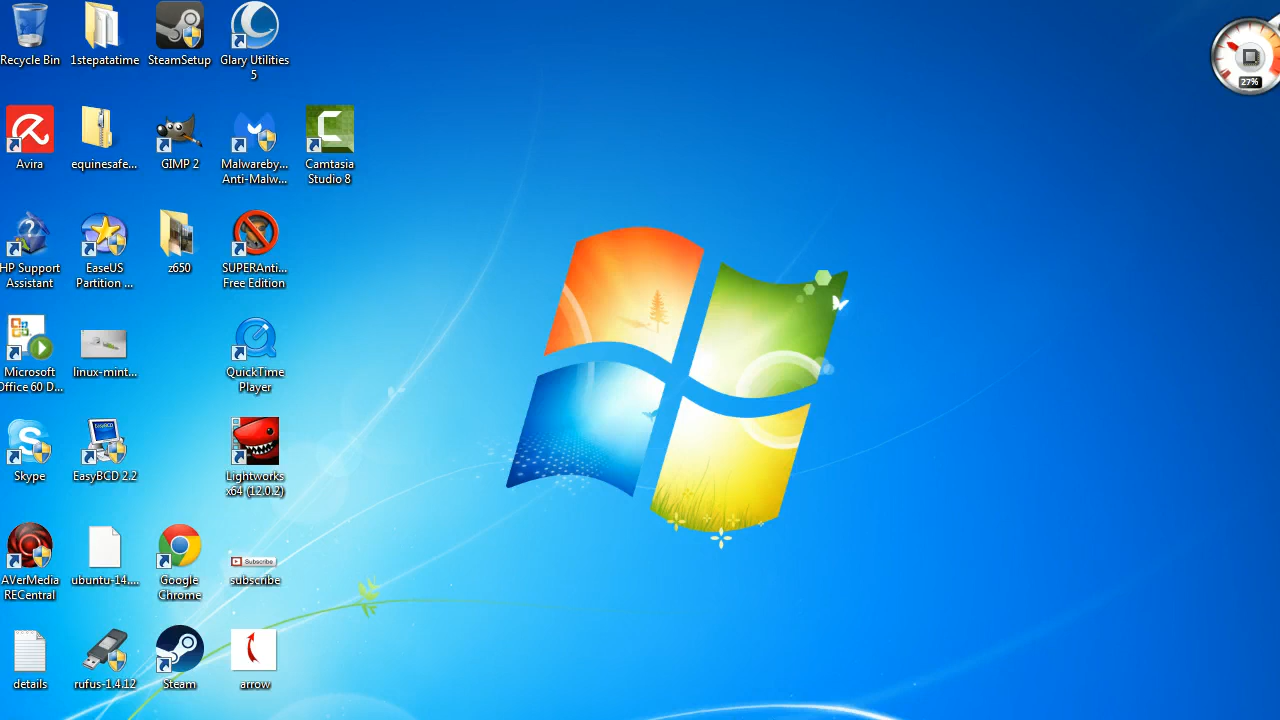 Recycle Bin
1stepatatime
SteamSetup
Glary Utilities
5
27%
Avira
equinesafe...
GIMP 2
Malwareby...
Anti-Malw...
Camtasia
Studio 8
HP Support
Assistant
EaseUS
Partition ...
z650
SUPERAnti...
Free Edition
Microsoft
Office 60 D...
linux-mint...
QuickTime
Player
Skype
EasyBCD
EasyBCD 2.2
Lightworks
x64 (12.0.2)
AVerMedia
RECentral
ubuntu-14....
Google
Chrome
Subscribe
subscribe
details
rufus-1.4.12
Steam
arrow